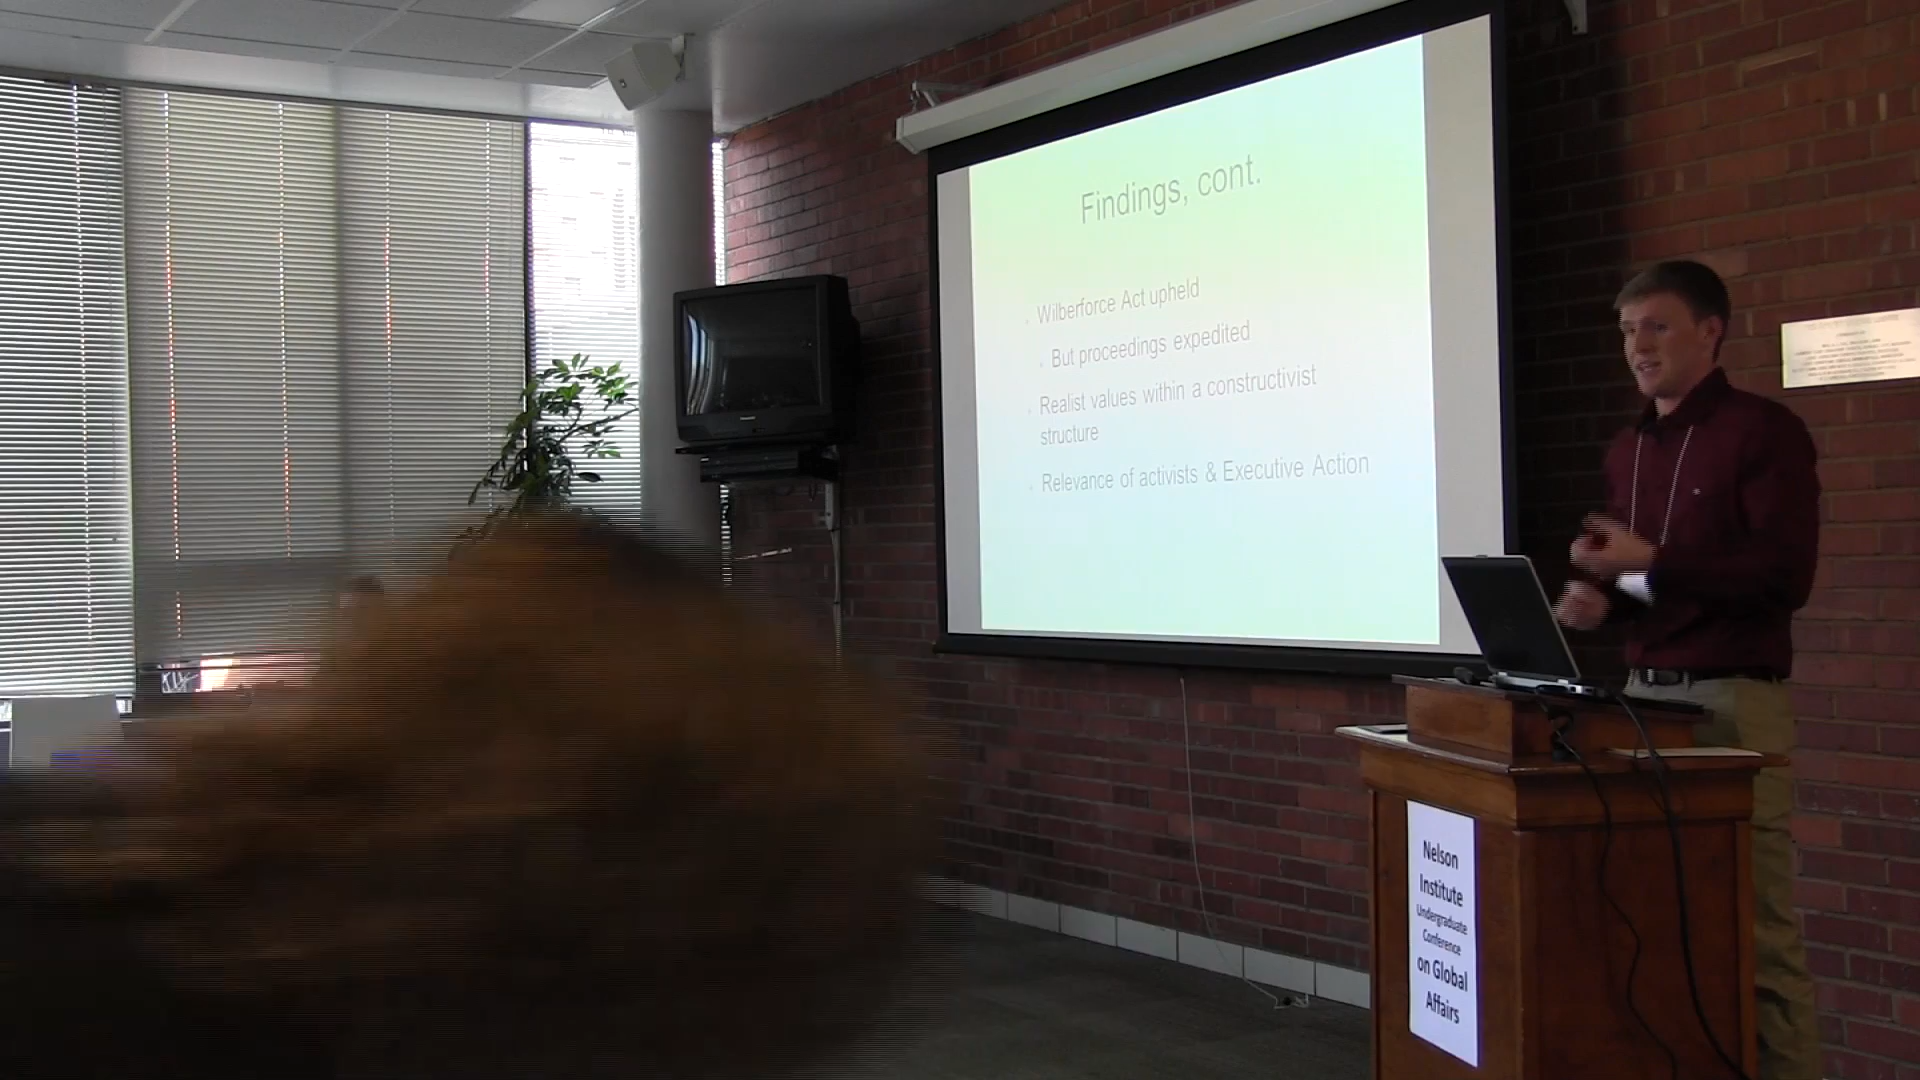 Findings, cont.
Wilberforce Act upheld
But proceedings expedited
Realist values within a constructivist
structure
Relevance of activists & Executive Action
Nelson
Institute
Undergraduate
Conference
on Global
Affairs